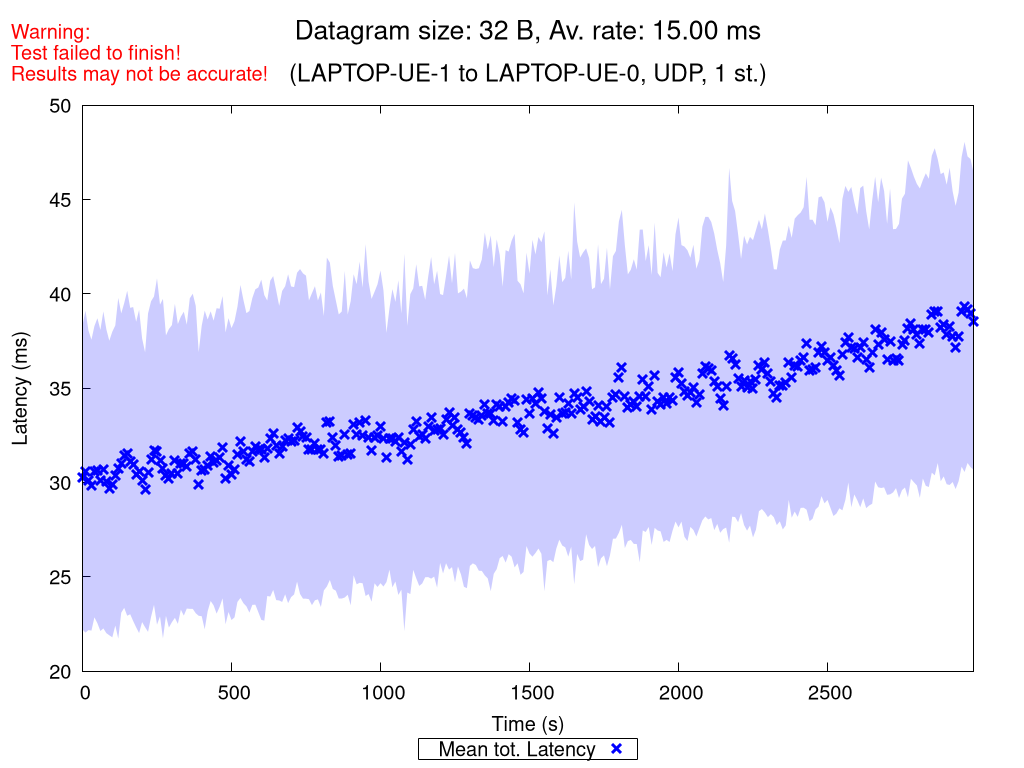 Warning:
Test failed to finish!
Results may not be accurate!
Datagram size: 32 B, Av. rate: 15.00 ms
(LAPTOP-UE-1 to LAPTOP-UE-0, UDP, 1 st.)
50
45
40
35
30
25
20
Latency (ms)
0 500 1000 1500 2000 2500
Time (s)
Mean tot. Latency